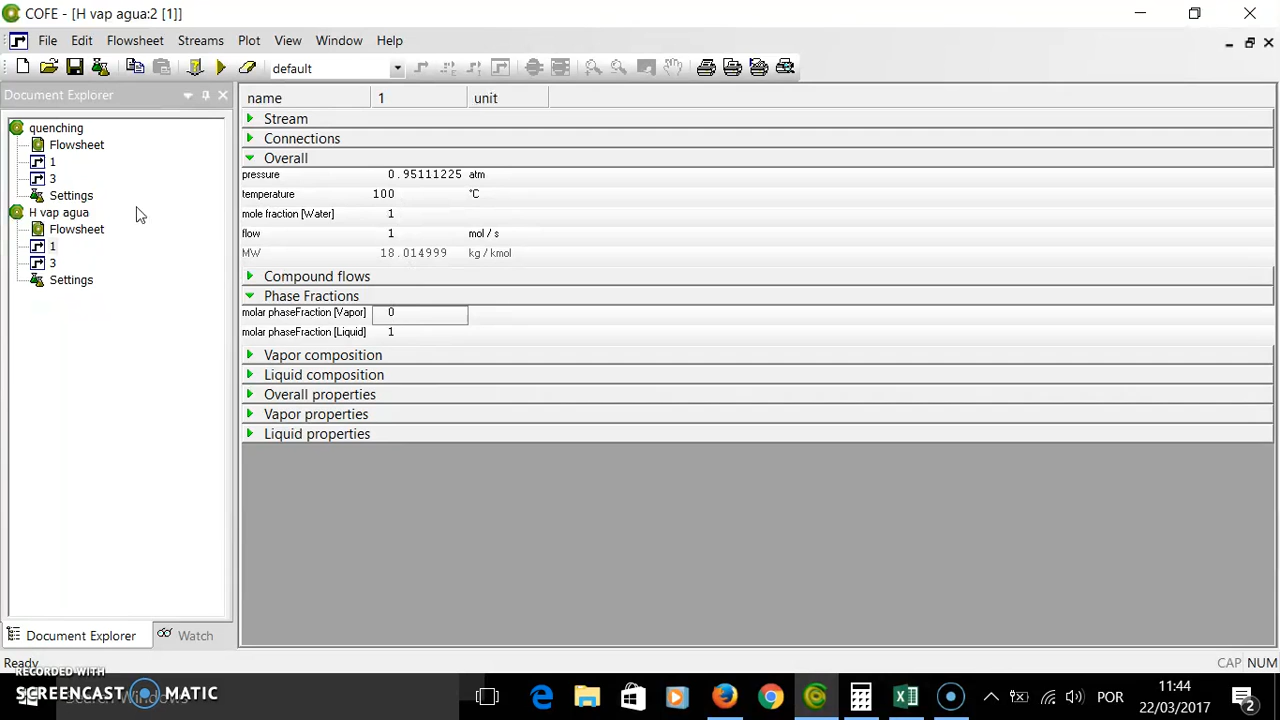 COFE - [H vap agua:2 [1]]
File Edit Flowsheet Streams Plot View Window Help
default
Document Explorer
quenching
Flowsheet
1
3
Settings
H vap agua
Flowsheet
1
3
Settings
Document Explorer Watch
name 1 unit
Stream
Connections
Overall
pressure 0.95111225 atm
temperature 100 °C
mole fraction [Water] 1
flow 1 mol / s
MW 18.014999 kg / kmol
Compound flows
Phase Fractions
molar phaseFraction [Vapor] 0
molar phaseFraction [Liquid] 1
Vapor composition
Liquid composition
Overall properties
Vapor properties
Liquid properties
Ready CAP NUM
RECORDED WITH
SCREENCAST MATIC
Search Windows
POR
11:44
22/03/2017
2